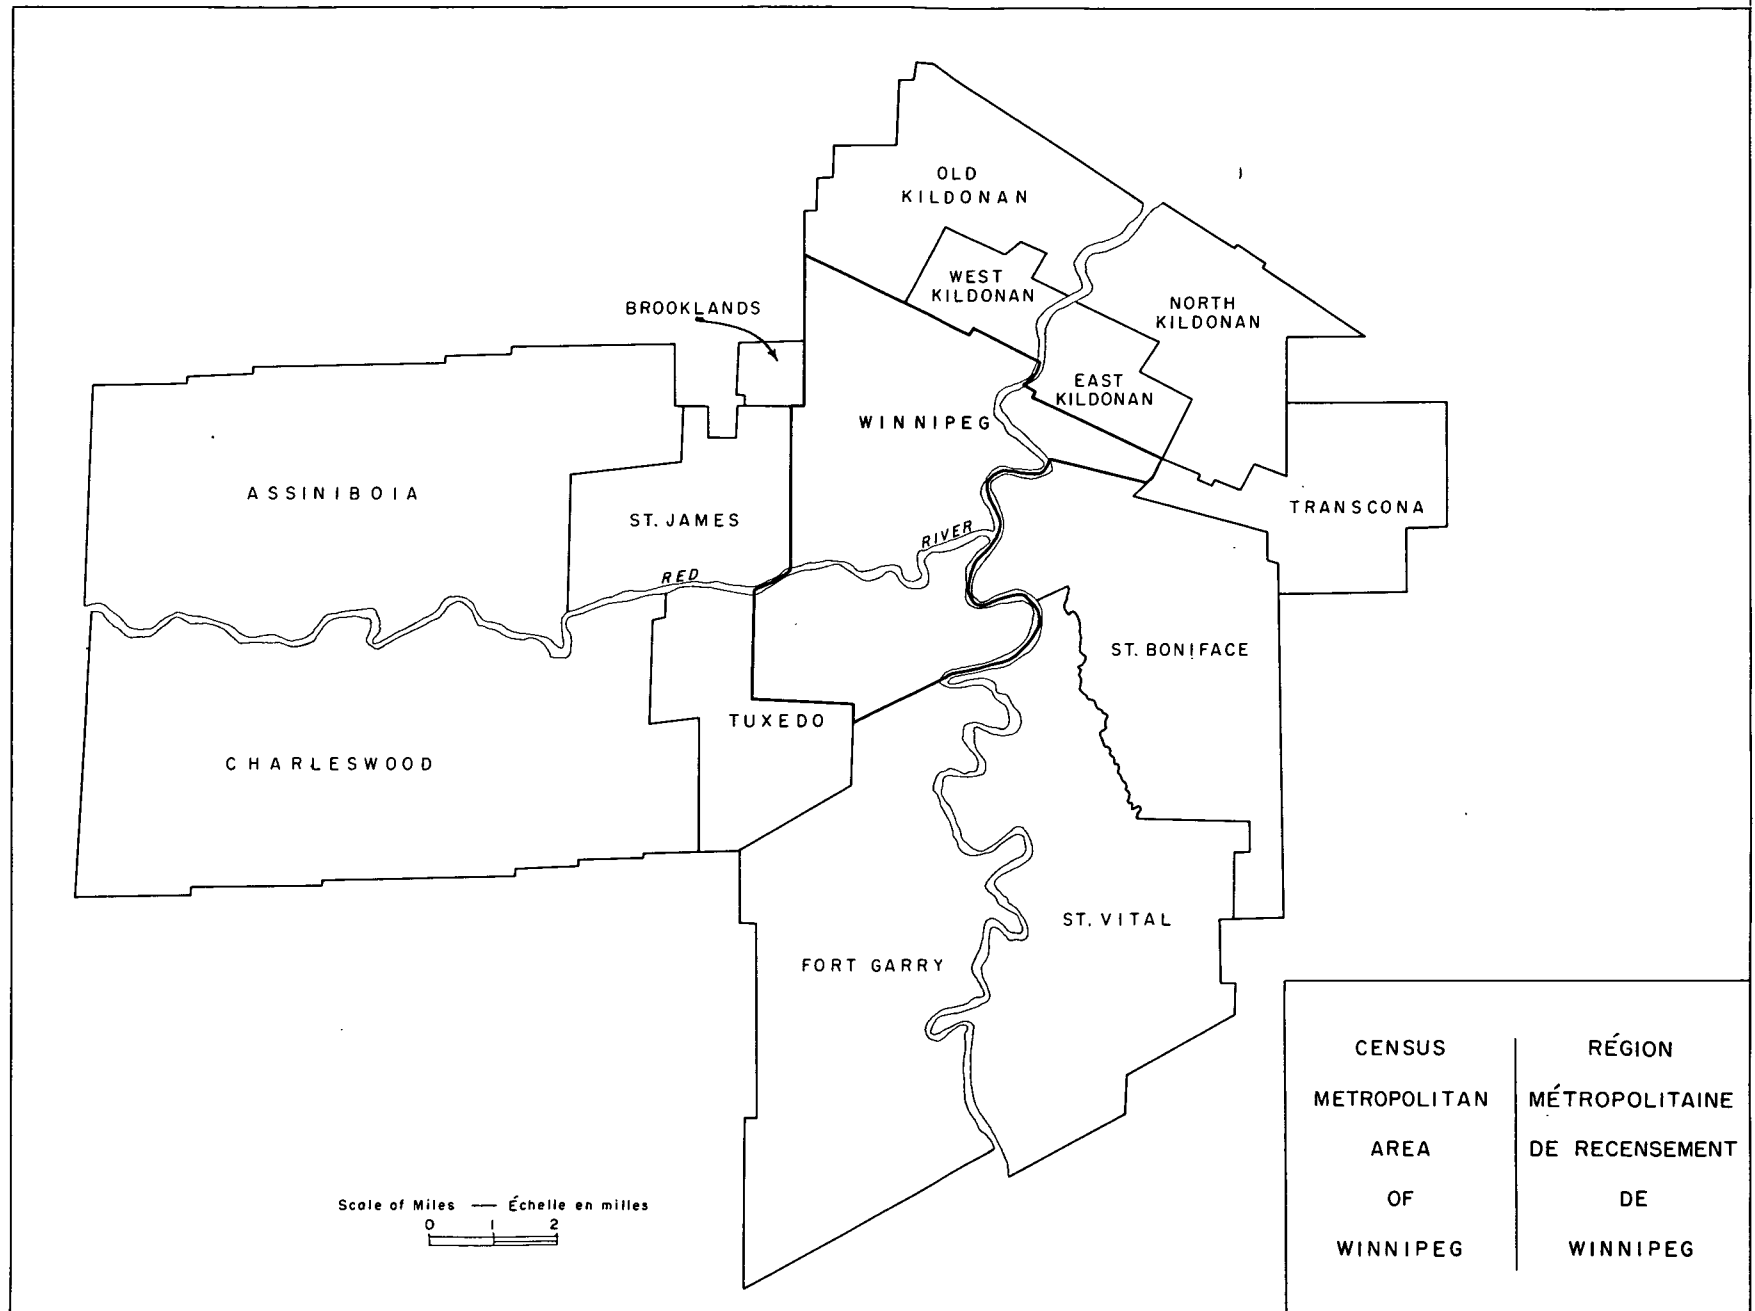 OLD
KILDONAN
WEST
KILDONAN
NORTH
KILDONAN
BROOKLANDS
EAST
KILDONAN
WINNIPEG
ASSINIBOIA
ST. JAMES
TRANSCONA
RED RIVER
ST. BONIFACE
TUXEDO
CHARLESWOOD
ST. VITAL
FORT GARRY
Scale of Miles — Échelle en milles
0 1 2
CENSUS
METROPOLITAN
AREA
OF
WINNIPEG
RÉGION
MÉTROPOLITAINE
DE RECENSEMENT
DE
WINNIPEG